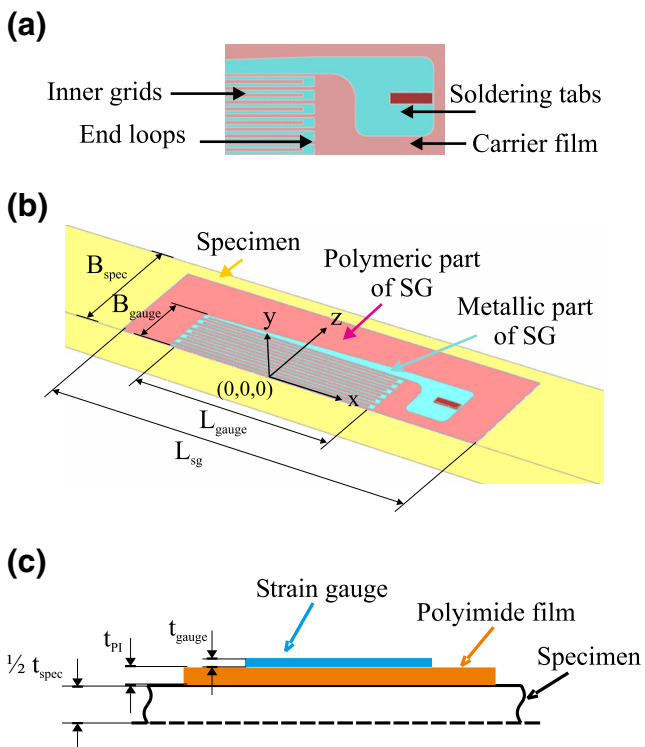 (a)
Inner grids
Soldering tabs
End loops
Carrier film
(b)
Specimen
Polymeric part
of SG
B_spec
B_gauge
Metallic part
of SG
y
z
(0,0,0)
x
L_gauge
L_sg
(c)
Strain gauge
Polyimide film
t_gauge
t_PI
Specimen
½ t_spec